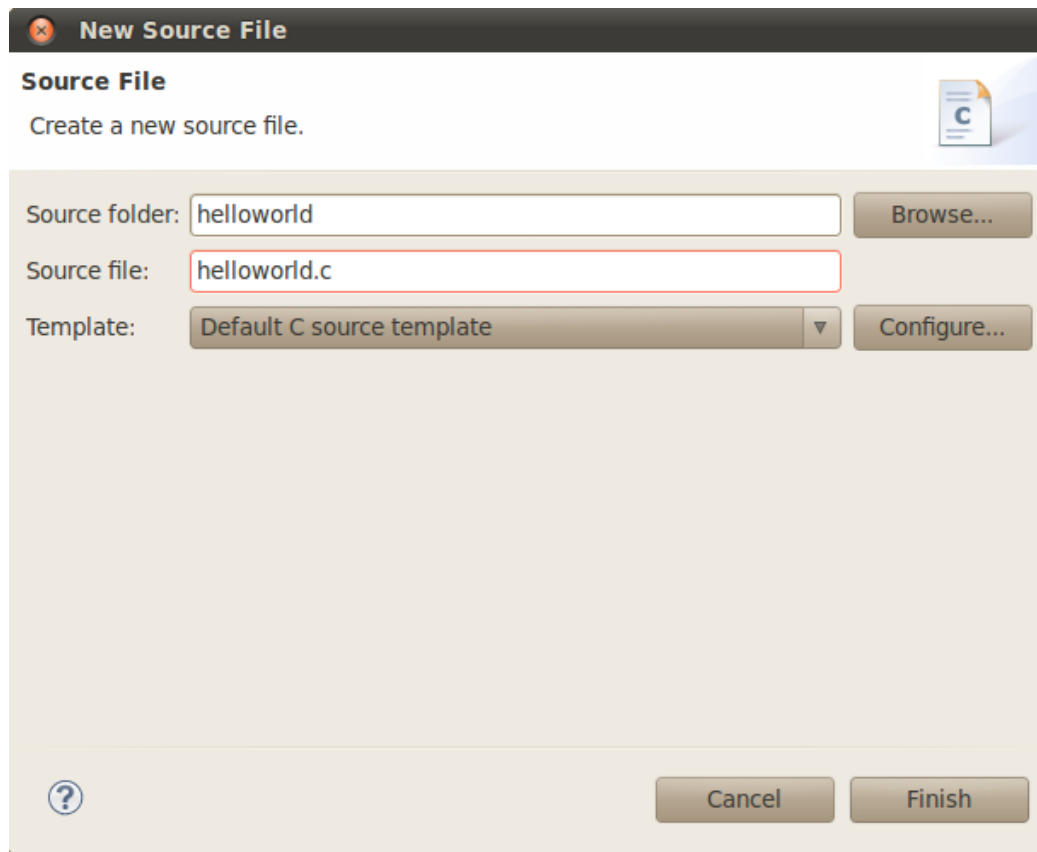 New Source File
Source File
Create a new source file.
C
Source folder: helloworld Browse...
Source file: helloworld.c
Template: Default C source template Configure...
? Cancel Finish